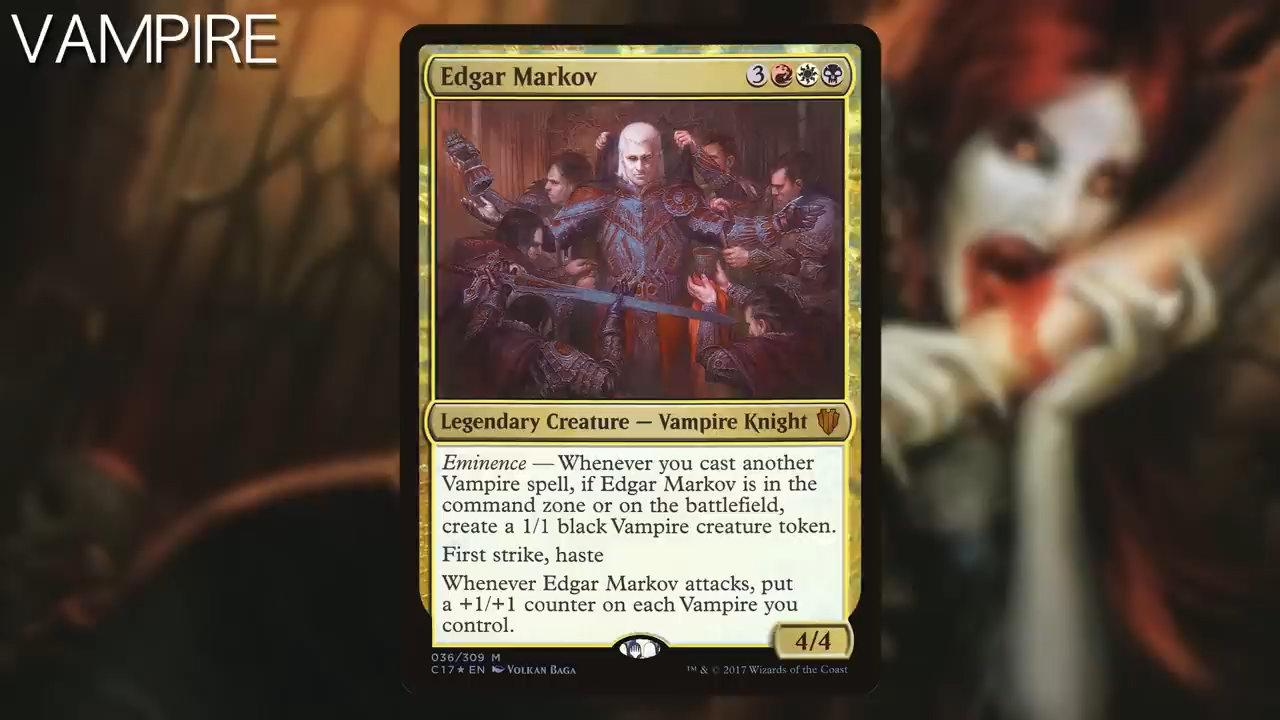 VAMPIRE
Edgar Markov
3
Legendary Creature — Vampire Knight
Eminence — Whenever you cast another
Vampire spell, if Edgar Markov is in the
command zone or on the battlefield,
create a 1/1 black Vampire creature token.
First strike, haste
Whenever Edgar Markov attacks, put
a +1/+1 counter on each Vampire you
control.
4/4
036/309 M
C17★EN VOLKAN BAGA
™ & © 2017 Wizards of the Coast